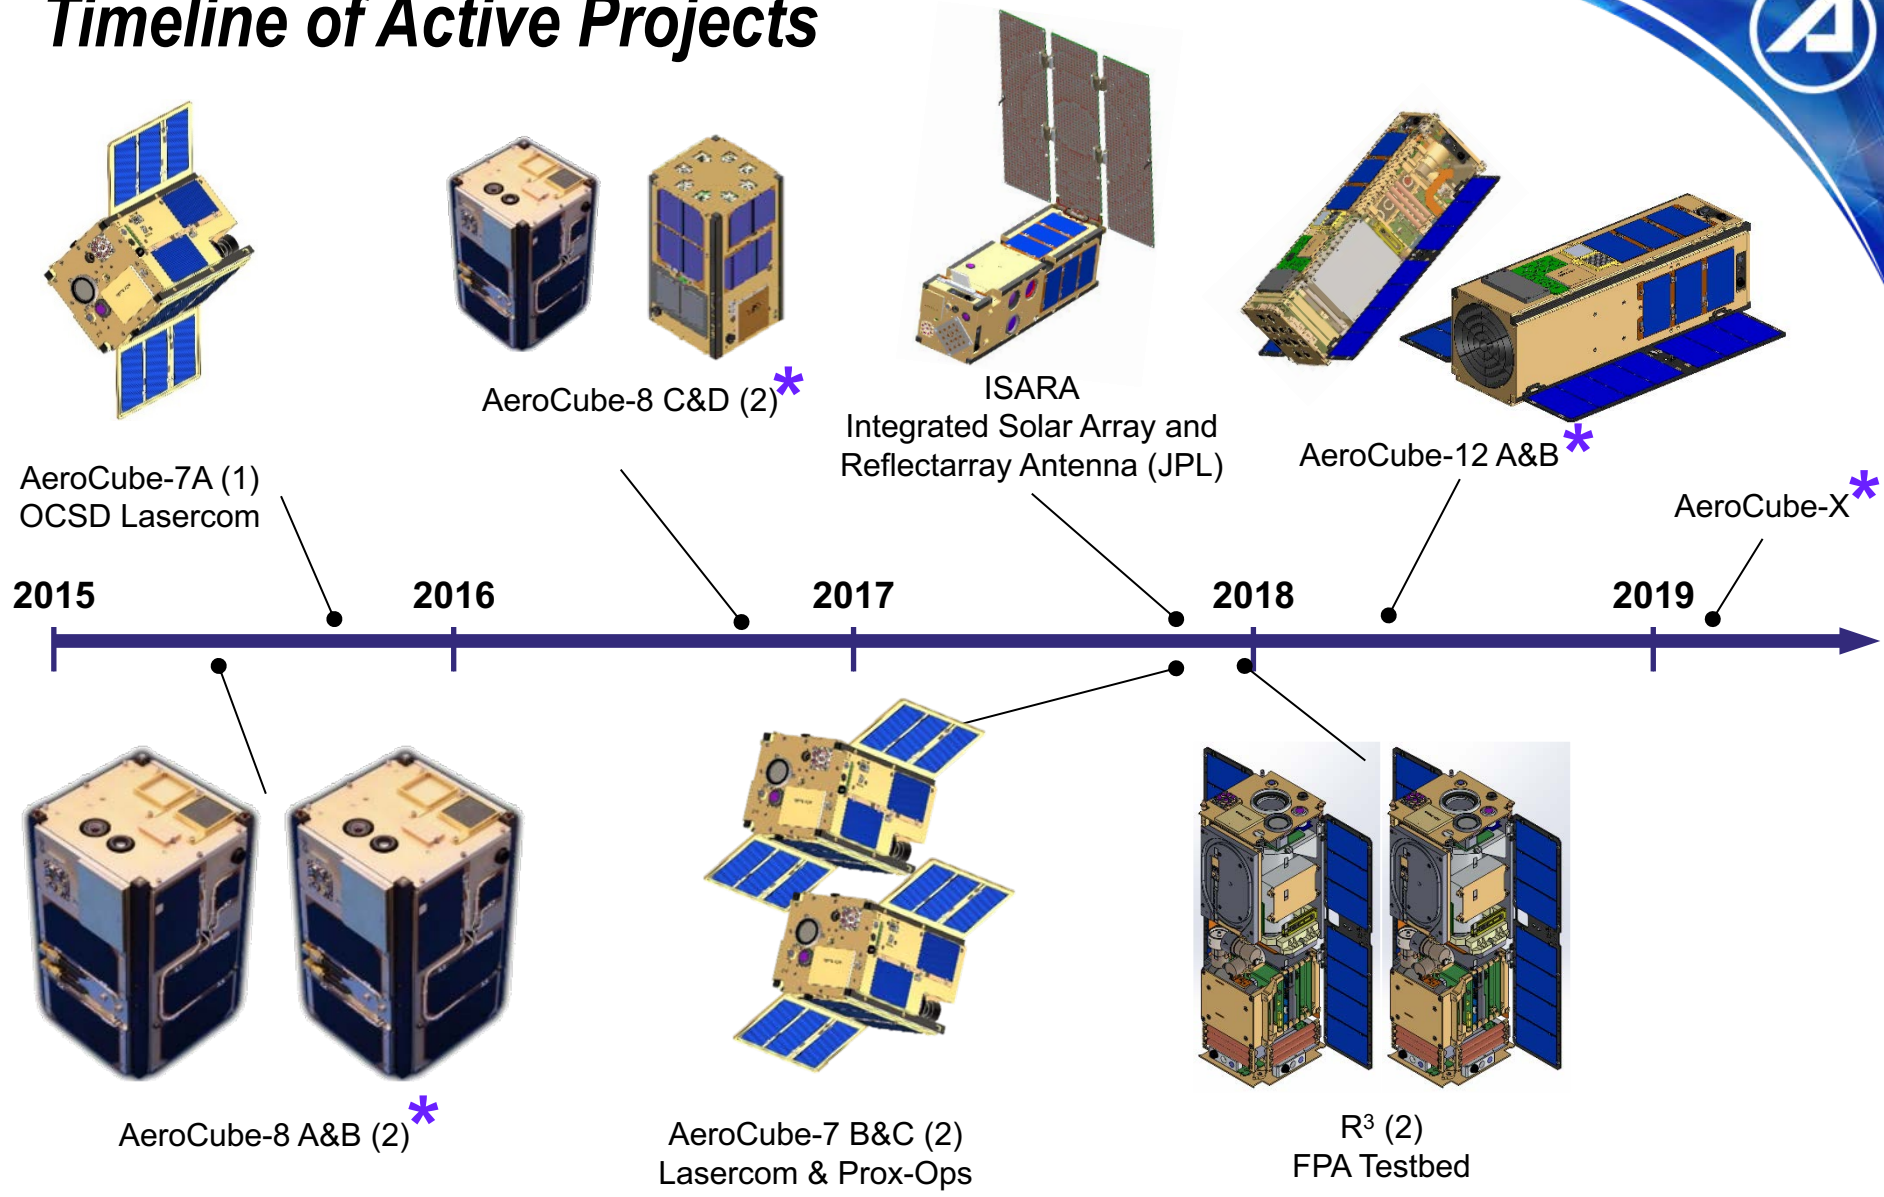 Timeline of Active Projects
AeroCube-8 C&D (2)*
ISARA
Integrated Solar Array and
Reflectarray Antenna (JPL)
AeroCube-12 A&B*
AeroCube-7A (1)
OCSD Lasercom
AeroCube-X*
2015
2016
2017
2018
2019
AeroCube-8 A&B (2)*
AeroCube-7 B&C (2)
Lasercom & Prox-Ops
R³ (2)
FPA Testbed